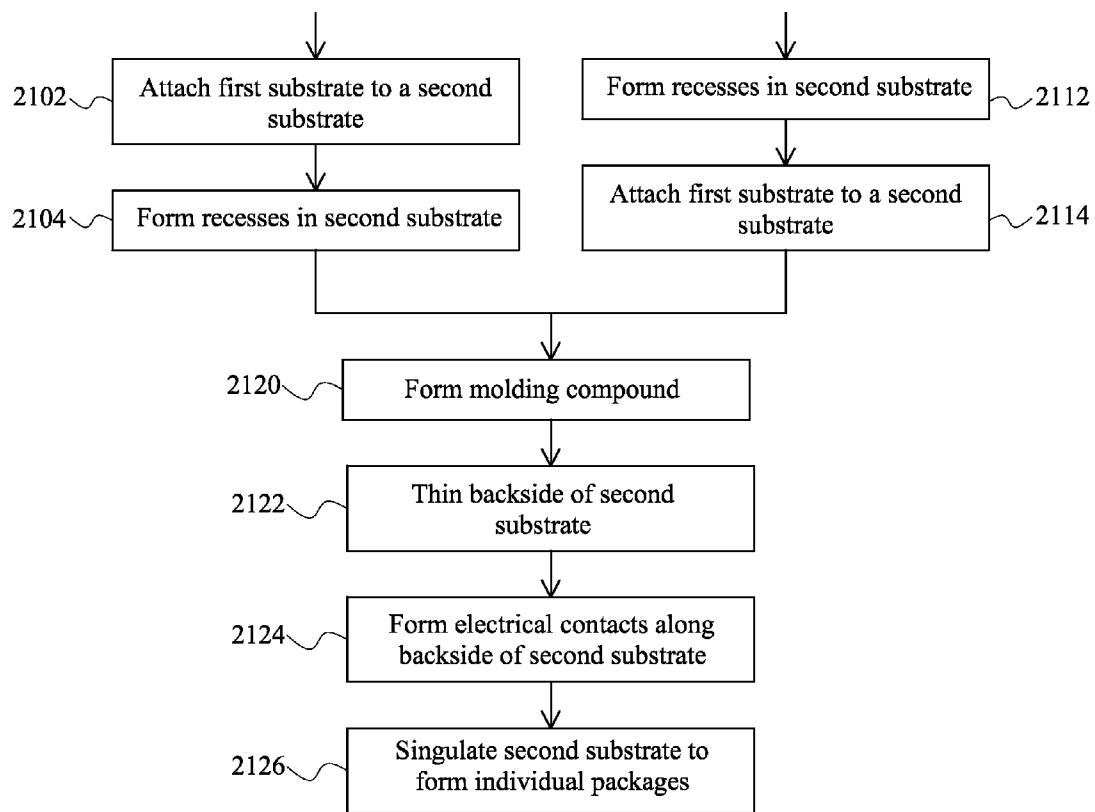 2102
Attach first substrate to a second
substrate
2104
Form recesses in second substrate
Form recesses in second substrate
2112
Attach first substrate to a second
substrate
2114
2120
Form molding compound
2122
Thin backside of second
substrate
2124
Form electrical contacts along
backside of second substrate
2126
Singulate second substrate to
form individual packages